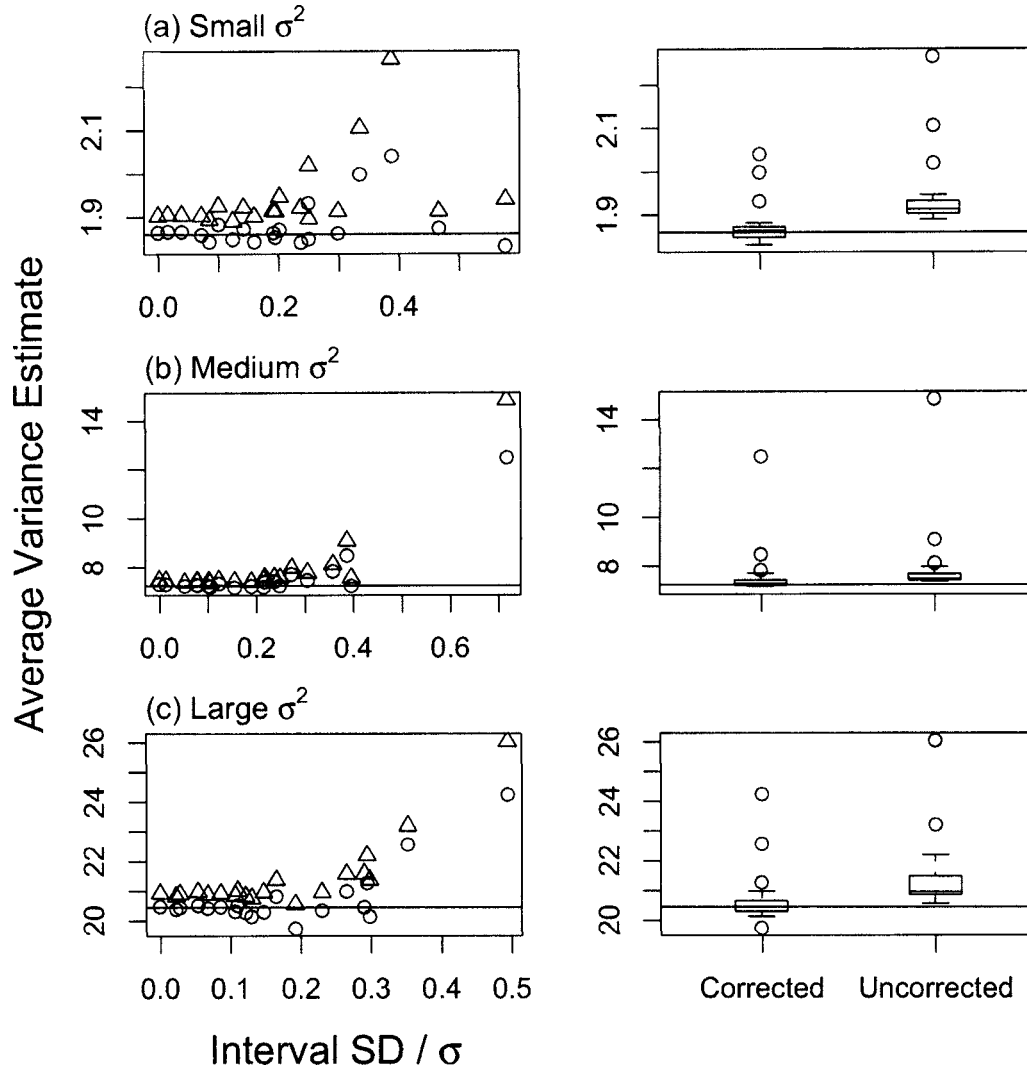 Average Variance Estimate
(a) Small σ²
2.1
1.9
0.0 0.2 0.4
2.1
1.9
(b) Medium σ²
14
10
8
0.0 0.2 0.4 0.6
14
10
8
(c) Large σ²
26
24
22
20
0.0 0.1 0.2 0.3 0.4 0.5
26
24
22
20
Corrected Uncorrected
Interval SD / σ